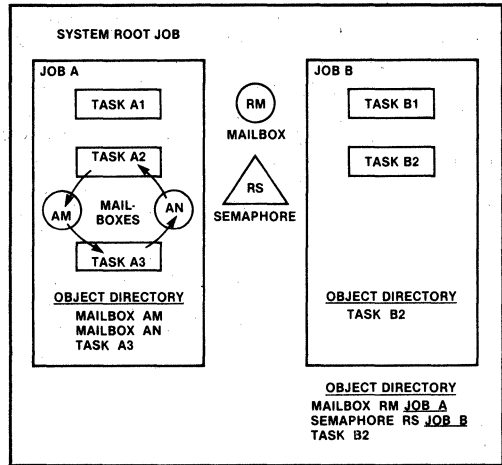 SYSTEM ROOT JOB
JOB A
TASK A1
TASK A2
AM
MAIL-
BOXES
AN
TASK A3
OBJECT DIRECTORY
MAILBOX AM
MAILBOX AN
TASK A3
RM
MAILBOX
RS
SEMAPHORE
JOB B
TASK B1
TASK B2
OBJECT DIRECTORY
TASK B2
OBJECT DIRECTORY
MAILBOX RM JOB A
SEMAPHORE RS JOB B
TASK B2